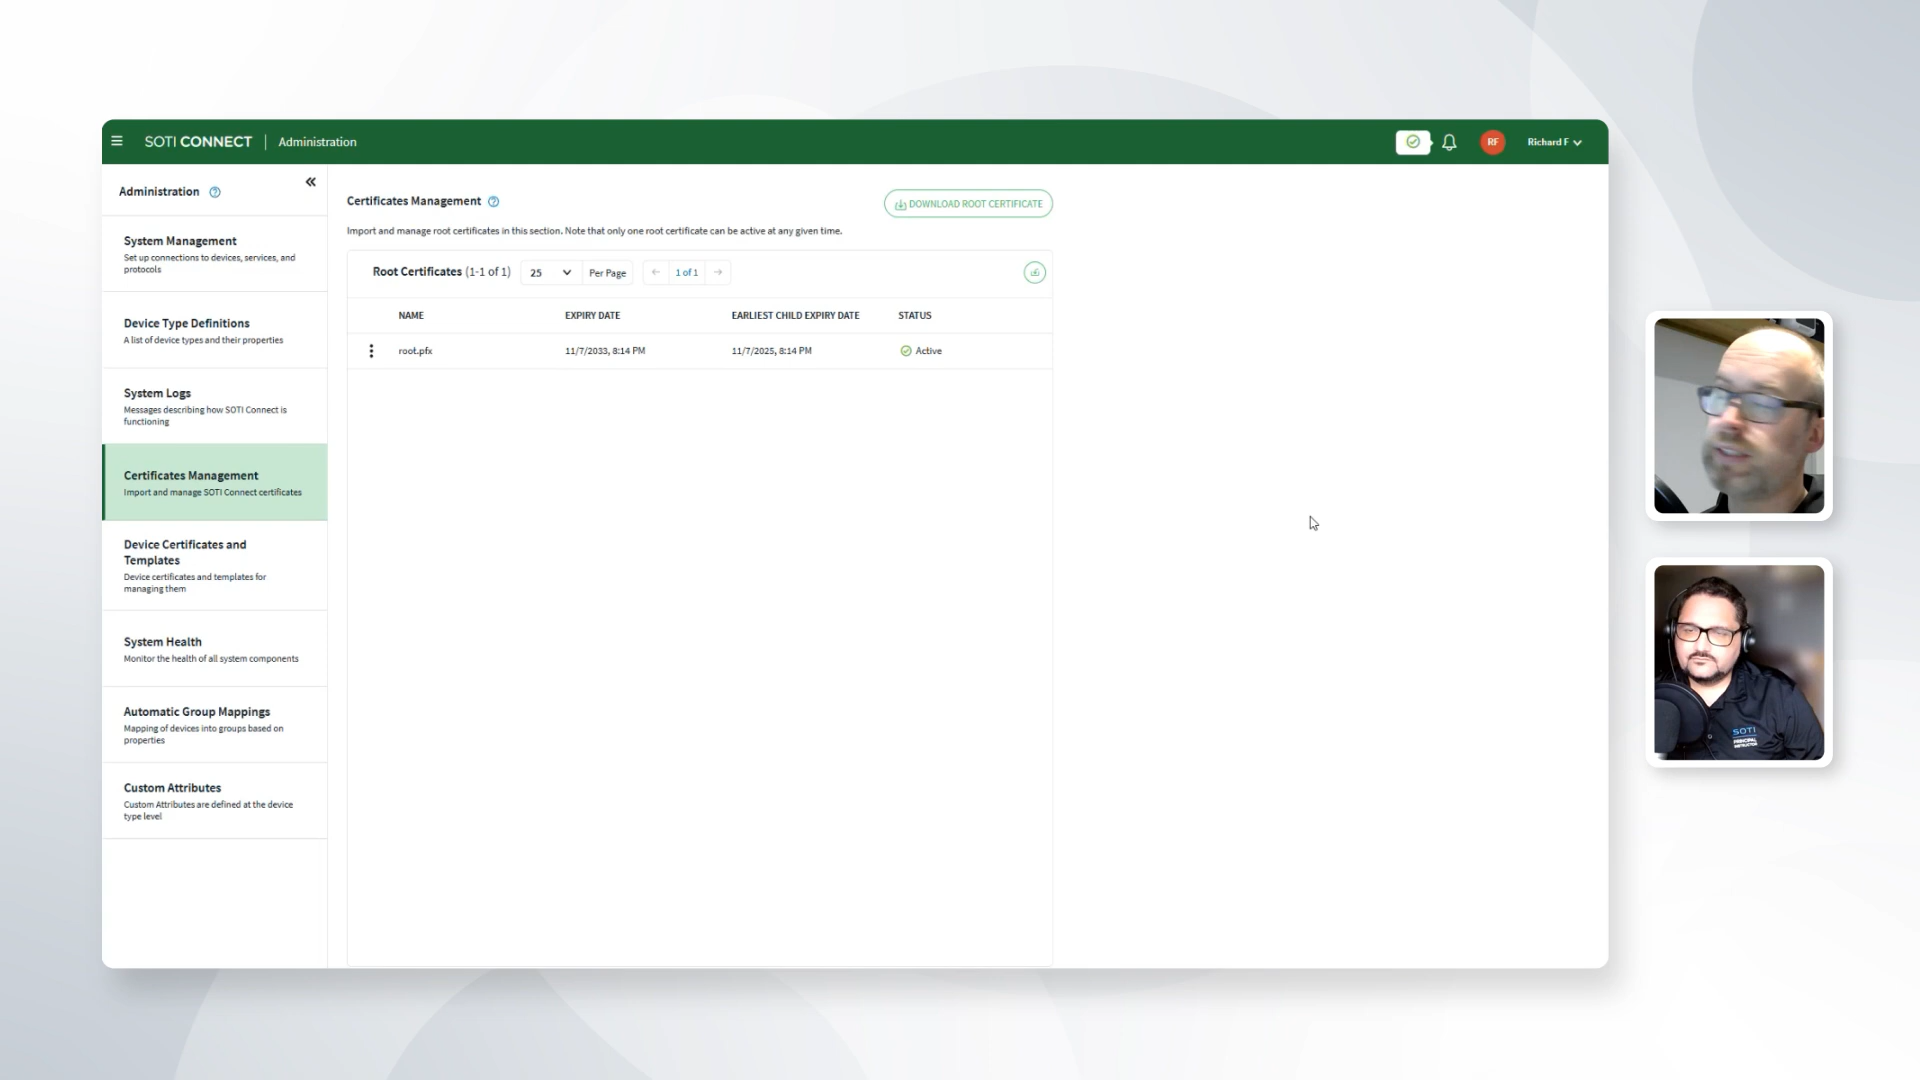 SOTI CONNECT | Administration
RF
Richard F
Administration
System Management
Set up connections to devices, services, and
protocols
Device Type Definitions
A list of device types and their properties
System Logs
Messages describing how SOTI Connect is
functioning
Certificates Management
Import and manage SOTI Connect certificates
Device Certificates and
Templates
Device certificates and templates for
managing them
System Health
Monitor the health of all system components
Automatic Group Mappings
Mapping of devices into groups based on
properties
Custom Attributes
Custom Attributes are defined at the device
type level
Certificates Management
DOWNLOAD ROOT CERTIFICATE
Import and manage root certificates in this section. Note that only one root certificate can be active at any given time.
Root Certificates (1-1 of 1) 25 Per Page 1 of 1
NAME EXPIRY DATE EARLIEST CHILD EXPIRY DATE STATUS
root.pfx 11/7/2033, 8:14 PM 11/7/2025, 8:14 PM Active
SOTI
PRINCIPAL
INSTRUCTOR